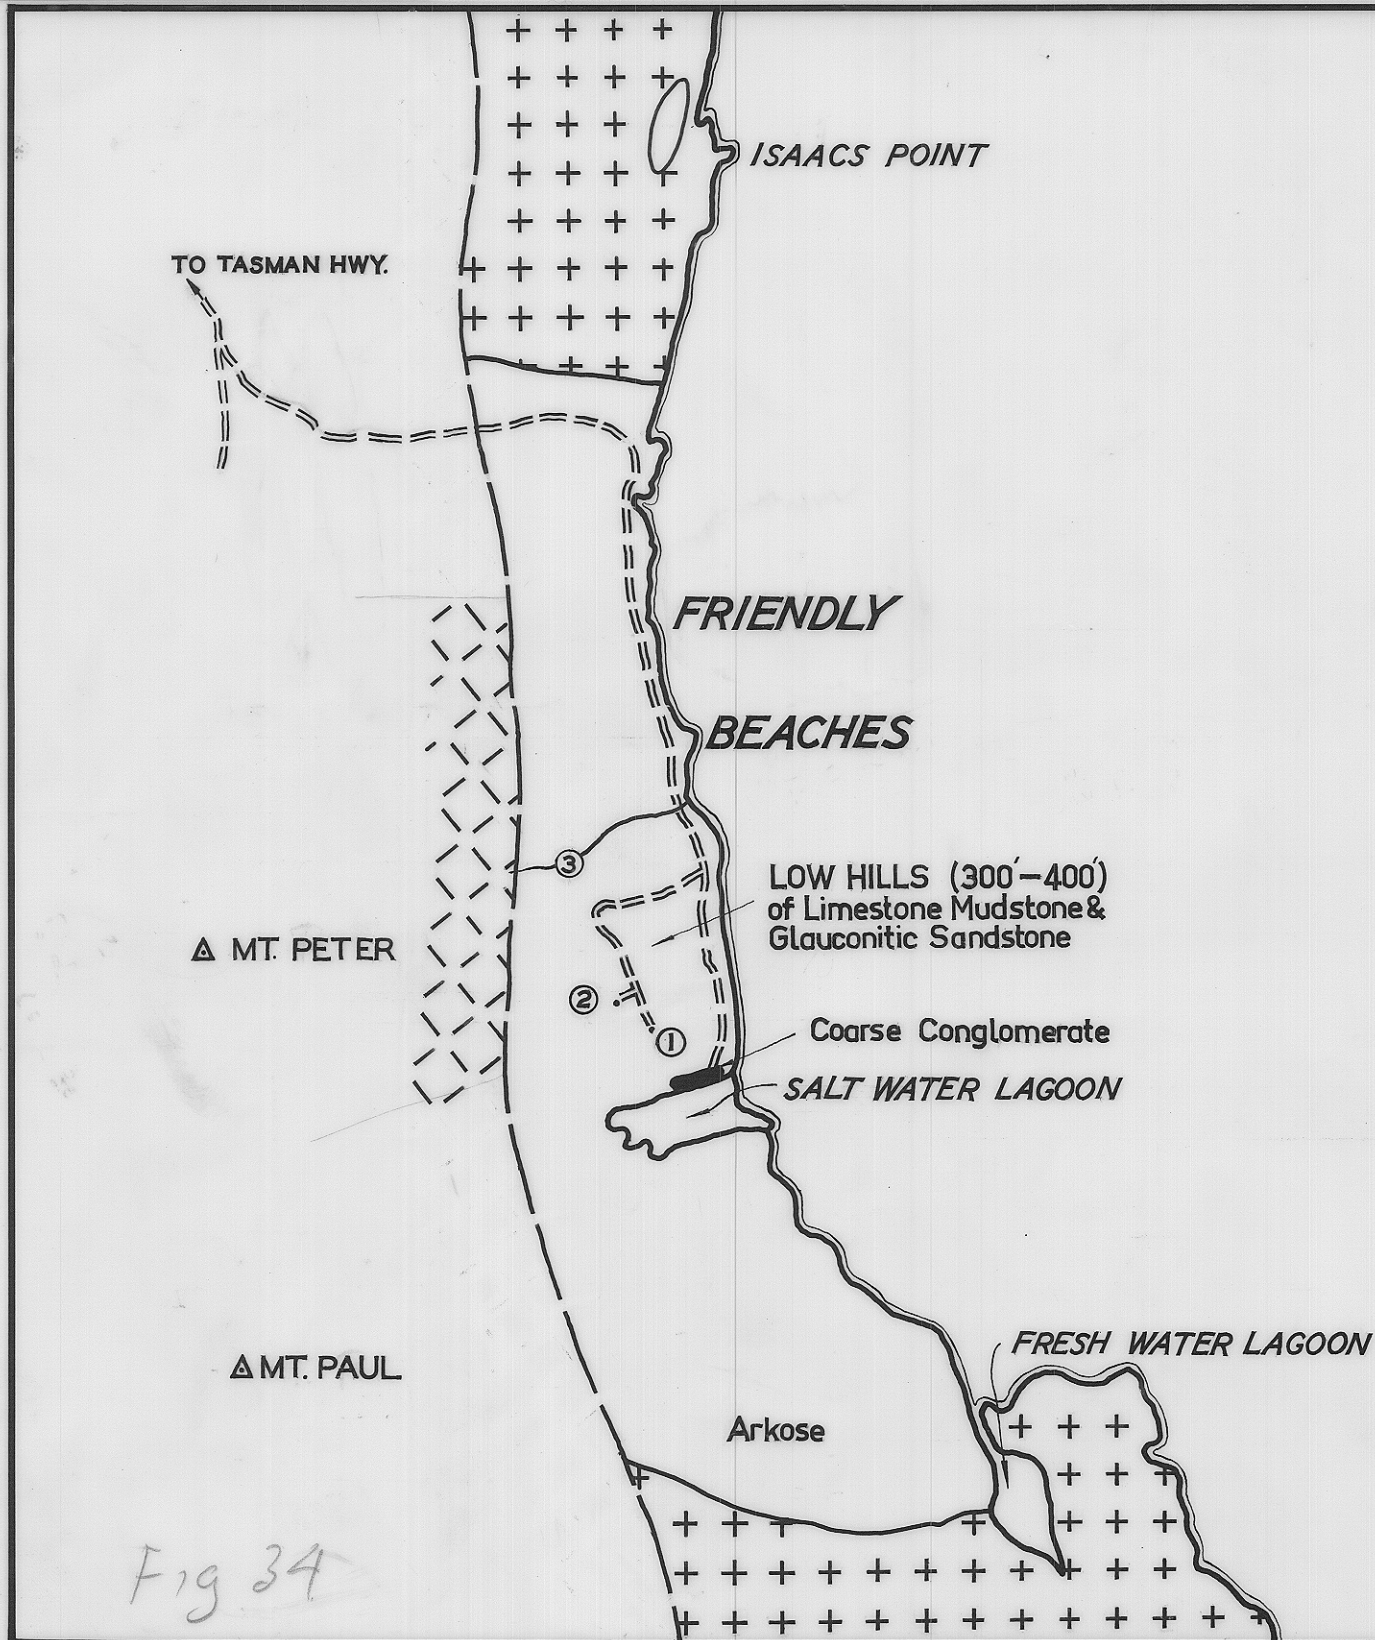 ISAACS POINT
TO TASMAN HWY.
FRIENDLY
BEACHES
③
LOW HILLS (300'-400')
of Limestone Mudstone &
Glauconitic Sandstone
MT. PETER
②
①
Coarse Conglomerate
SALT WATER LAGOON
FRESH WATER LAGOON
MT. PAUL
Arkose
Fig 34